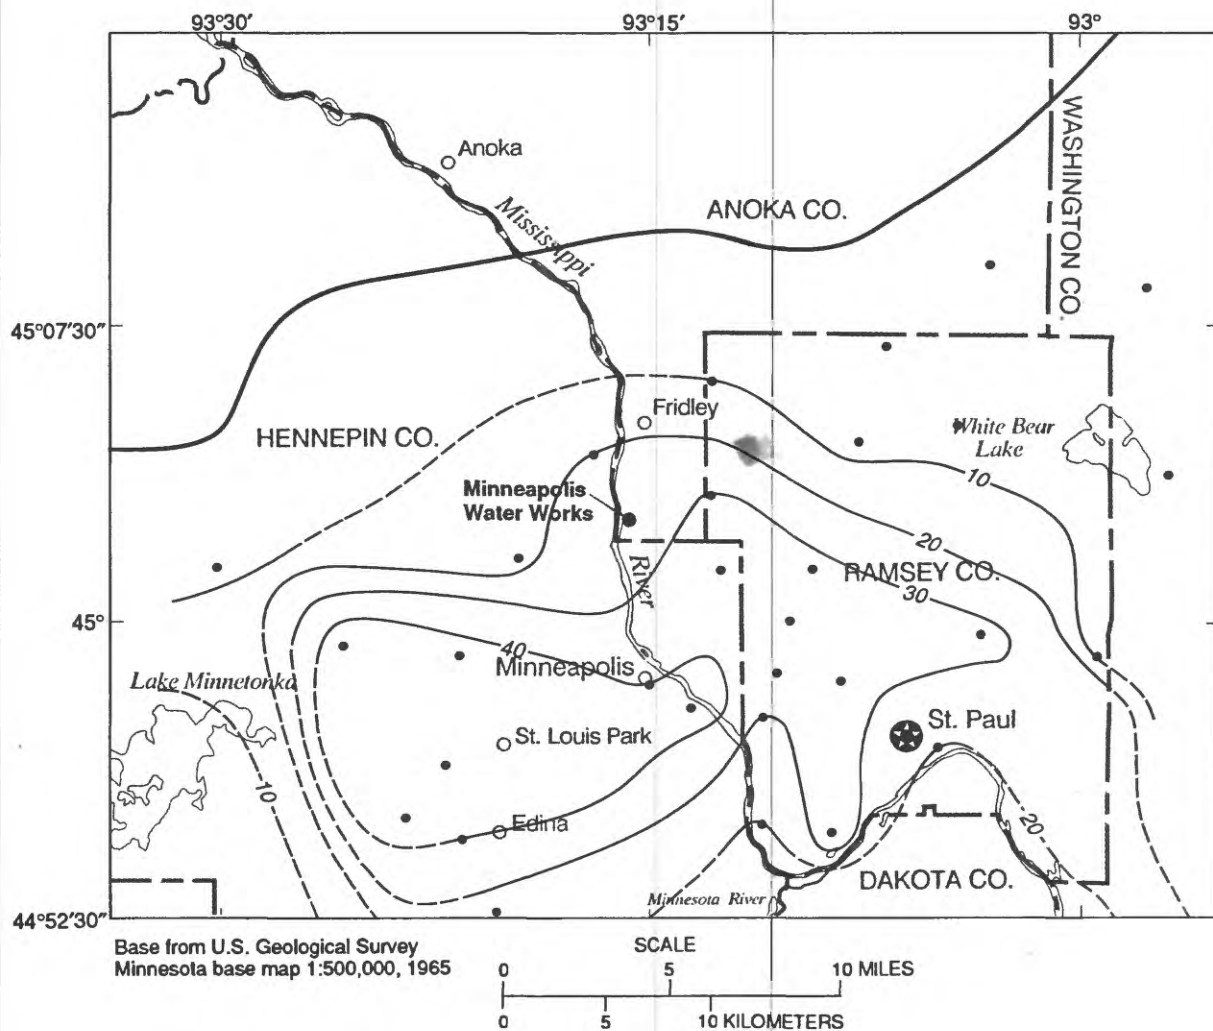 93°30′
93°15′
93°
Anoka
Mississippi
ANOKA CO.
WASHINGTON CO.
45°07′30″
Fridley
HENNEPIN CO.
White Bear
Lake
10
Minneapolis
Water Works
20
River
RAMSEY CO.
30
45°
40
Minneapolis
Lake Minnetonka
St. Paul
St. Louis Park
10
Edina
20
DAKOTA CO.
Minnesota River
44°52′30″
Base from U.S. Geological Survey
Minnesota base map 1:500,000, 1965
SCALE
0 5 10 MILES
0 5 10 KILOMETERS